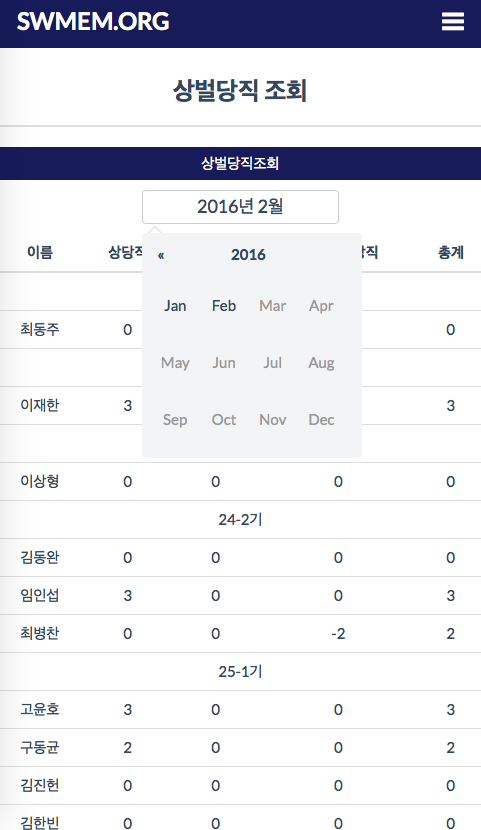 SWMEM.ORG
상벌당직 조회
상벌당직조회
2016년 2월
이름 상당직 당직 총계
« 2016
Jan Feb Mar Apr
최동주 0 0
May Jun Jul Aug
이재한 3 3
Sep Oct Nov Dec
이상형 0 0 0 0
24-2기
김동완 0 0 0 0
임인섭 3 0 0 3
최병찬 0 0 -2 2
25-1기
고윤호 3 0 0 3
구동균 2 0 0 2
김진헌 0 0 0 0
김한빈 0 0 0 0